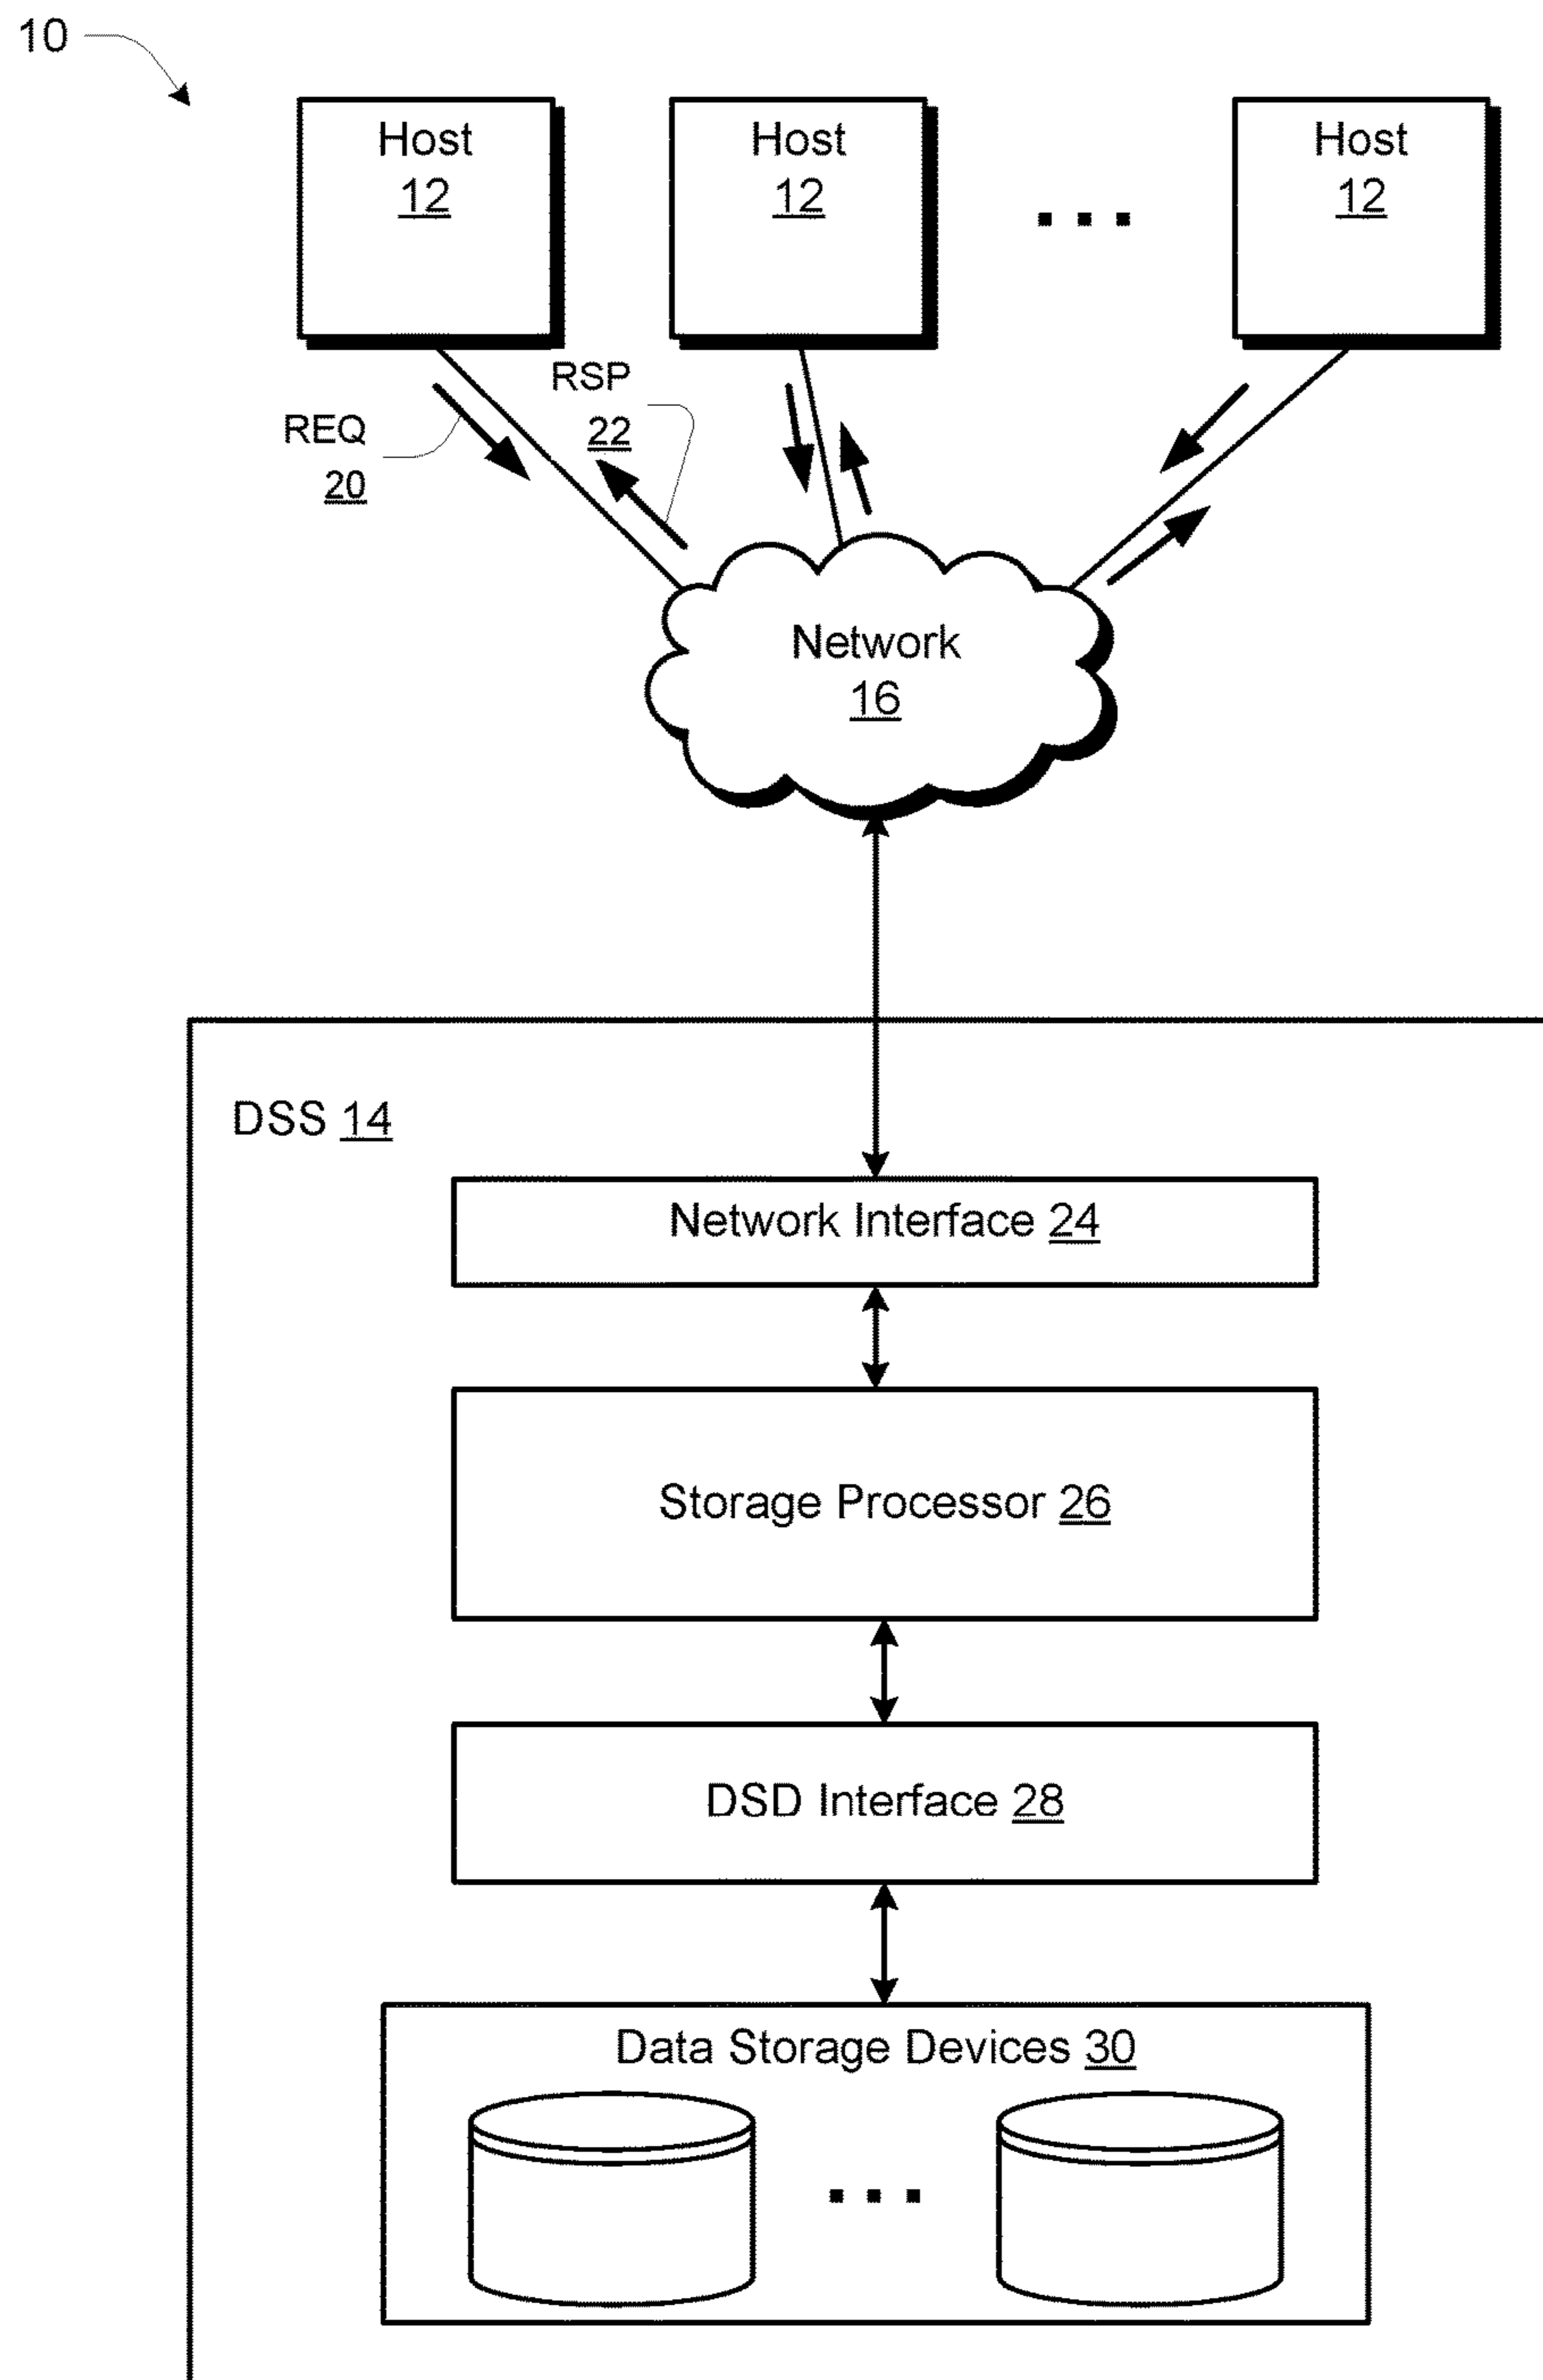 10
Host
12
Host
12
Host
12
RSP
22
REQ
20
Network
16
DSS 14
Network Interface 24
Storage Processor 26
DSD Interface 28
Data Storage Devices 30